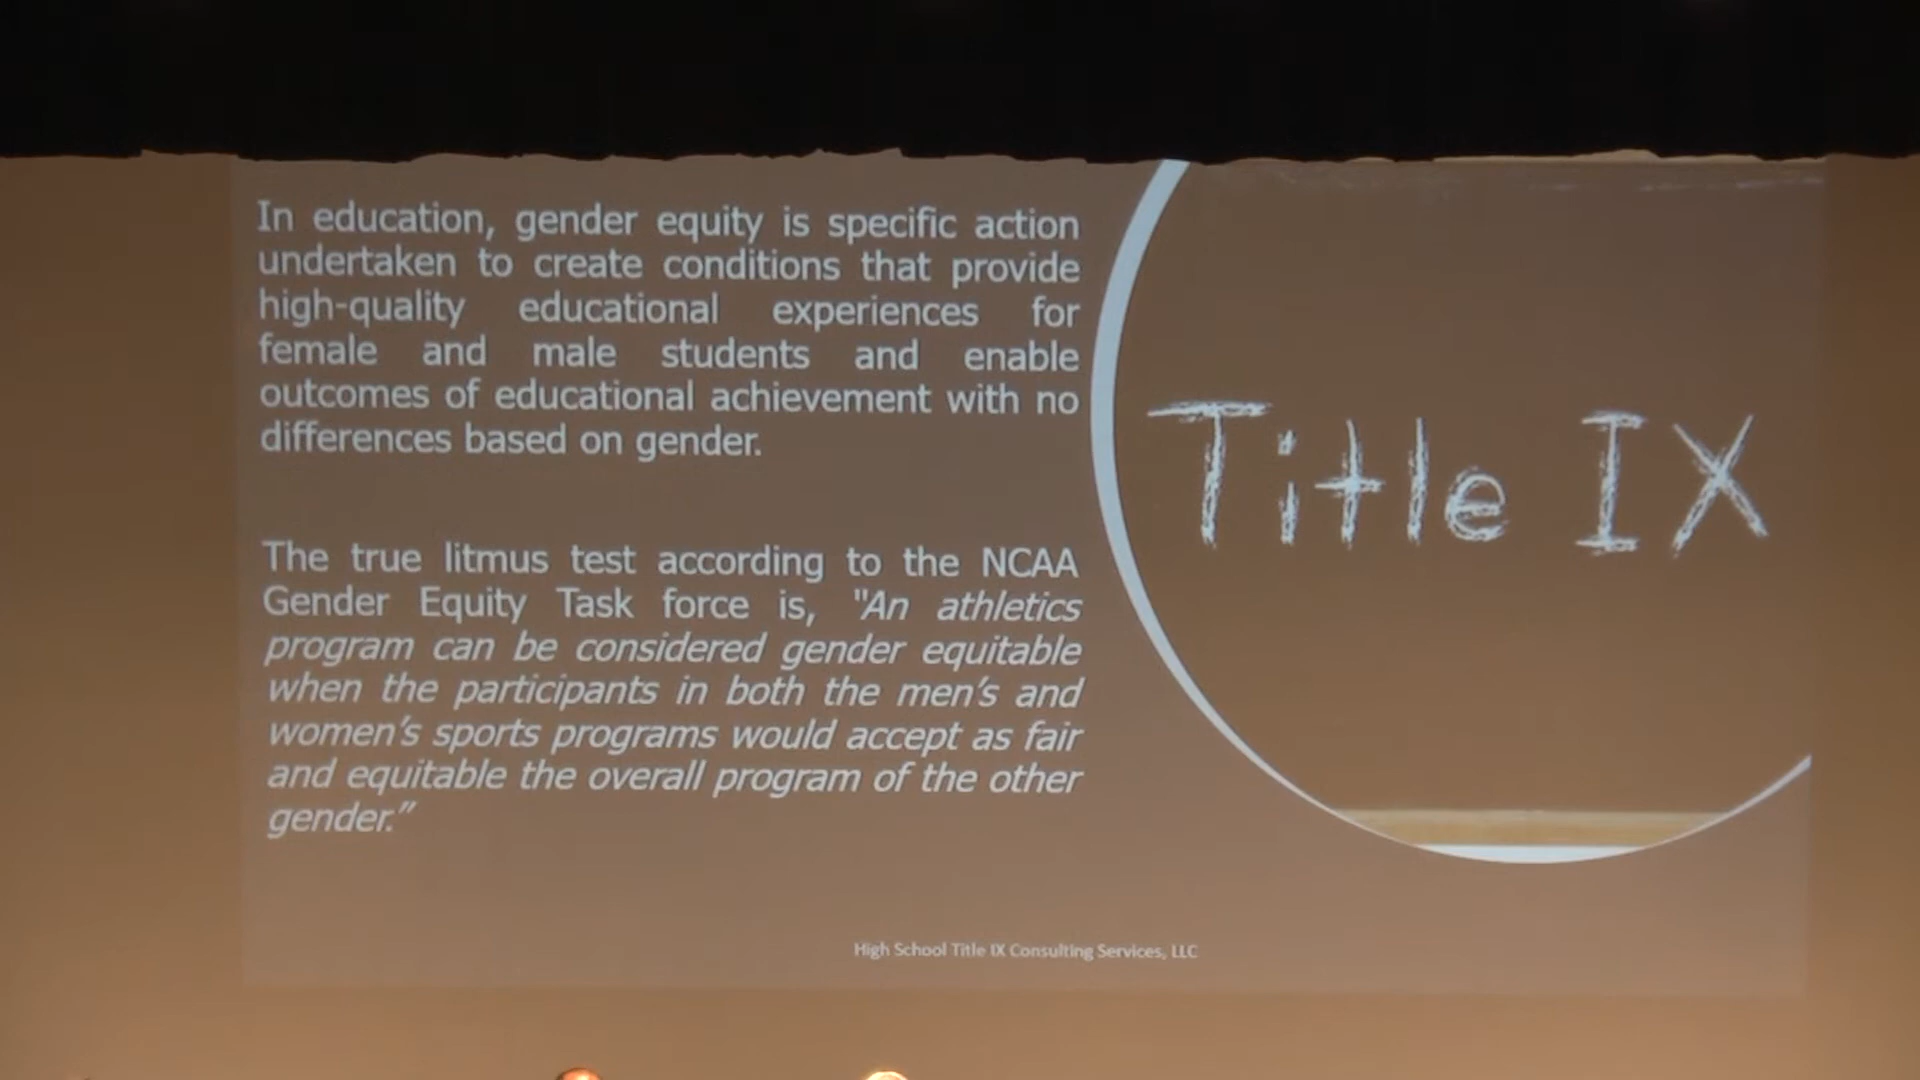 In education, gender equity is specific action
undertaken to create conditions that provide
high-quality educational experiences for
female and male students and enable
outcomes of educational achievement with no
differences based on gender.
The true litmus test according to the NCAA
Gender Equity Task force is, "An athletics
program can be considered gender equitable
when the participants in both the men's and
women's sports programs would accept as fair
and equitable the overall program of the other
gender."
Title IX
High School Title IX Consulting Services, LLC